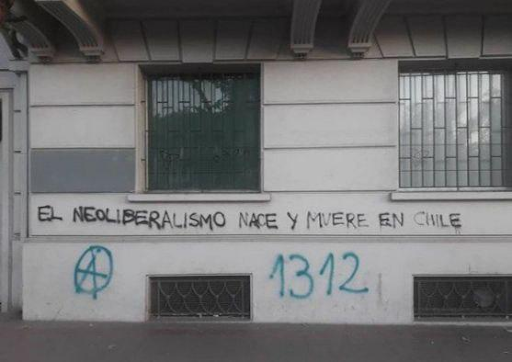 EL NEOLIBERALISMO NACE Y MUERE EN CHILE
Ⓐ 1312